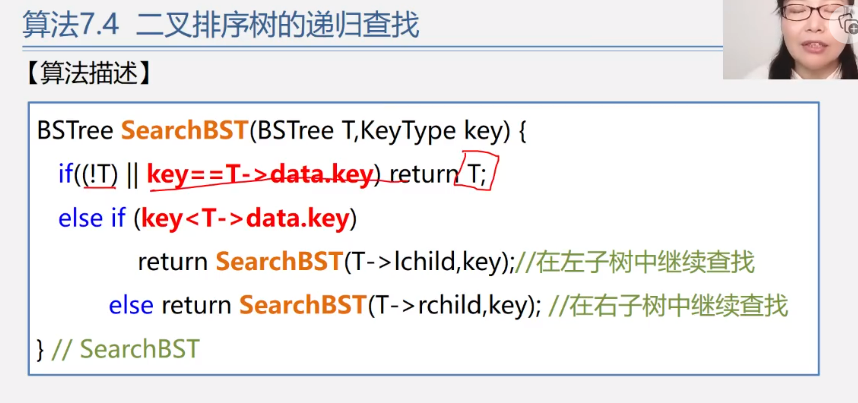 算法7.4 二叉排序树的递归查找
【算法描述】
BSTree SearchBST(BSTree T,KeyType key) {
if((!T) || key==T->data.key) return T;
else if (key<T->data.key)
return SearchBST(T->lchild,key);//在左子树中继续查找
else return SearchBST(T->rchild,key); //在右子树中继续查找
} // SearchBST